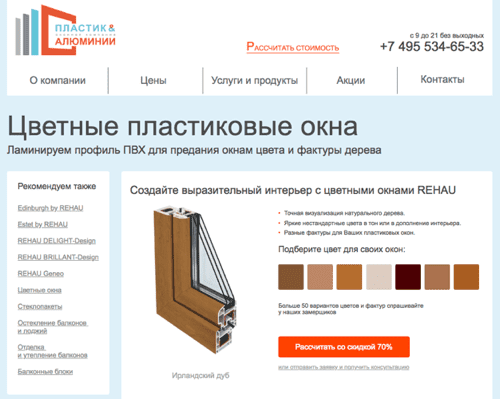 ПЛАСТИК&
АЛЮМИНИИ
Рассчитать стоимость
с 9 до 21 без выходных
+7 495 534-65-33
О компании
Цены
Услуги и продукты
Акции
Контакты
Цветные пластиковые окна
Ламинируем профиль ПВХ для предания окнам цвета и фактуры дерева
Рекомендуем также
Edinburgh by REHAU
Estet by REHAU
REHAU DELIGHT-Design
REHAU BRILLANT-Design
REHAU Geneo
Цветные окна
Стеклопакеты
Остекление балконов
и лоджий
Отделка
и утепление балконов
Балконные блоки
Создайте выразительный интерьер с цветными окнами REHAU
Точная визуализация натурального дерева.
Яркие нестандартные цвета в тон или в дополнение интерьера.
Разные фактуры для Ваших пластиковых окон.
Подберите цвет для своих окон:
Больше 50 вариантов цветов и фактур спрашивайте
у наших замерщиков
Рассчитать со скидкой 70%
или отправить заявку и получить консультацию
Ирландский дуб